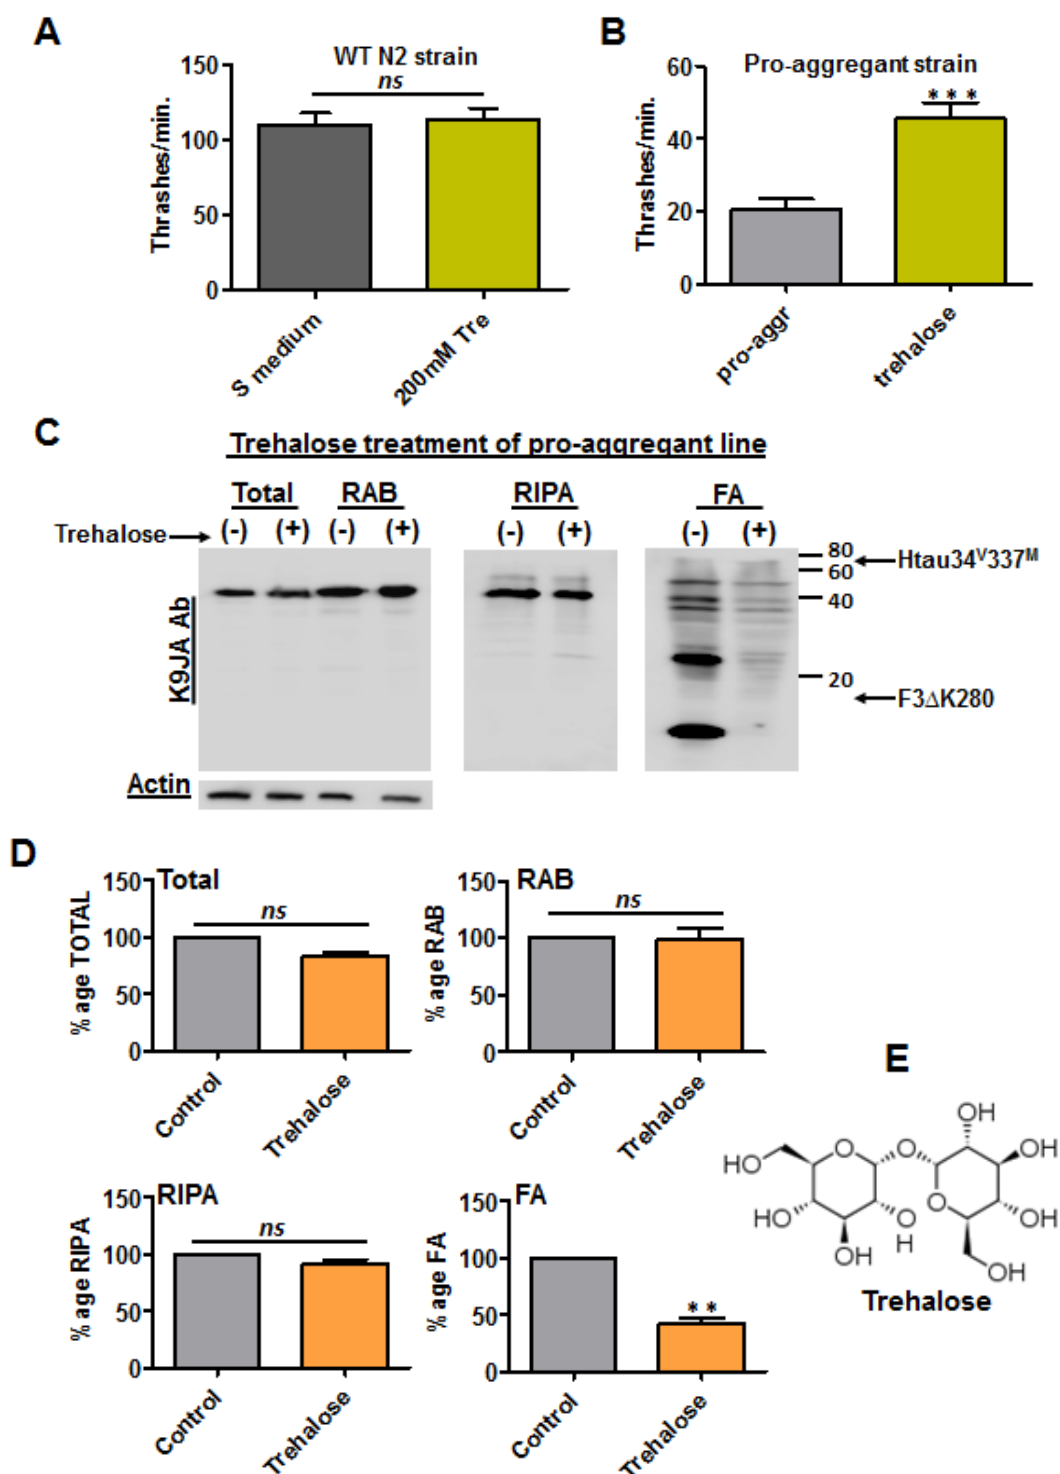 A
WT N2 strain
ns
Thrashes/min.
150
100
50
0
S medium
200mM Tre
B
Pro-aggregant strain
***
Thrashes/min.
60
40
20
0
pro-aggr
trehalose
C
Trehalose treatment of pro-aggregant line
Total RAB RIPA FA
Trehalose (-) (+) (-) (+) (-) (+) (-) (+)
K9JA Ab
80
60
40
20
Htau34V337M
F3ΔK280
Actin
D
Total
ns
% age TOTAL
150
100
50
0
Control
Trehalose
RAB
ns
% age RAB
150
100
50
0
Control
Trehalose
RIPA
ns
% age RIPA
150
100
50
0
Control
Trehalose
FA
**
% age FA
150
100
50
0
Control
Trehalose
E
OH
HO O O OH
HO O O OH
OH H
HO OH
Trehalose